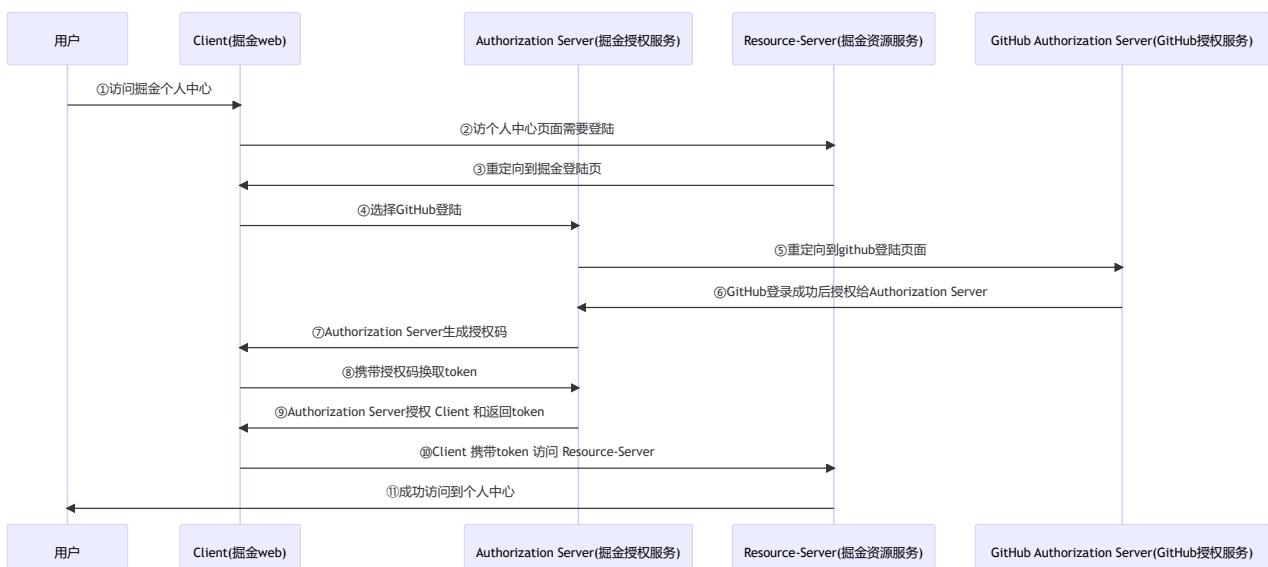 用户
Client(掘金web)
Authorization Server(掘金授权服务)
Resource-Server(掘金资源服务)
GitHub Authorization Server(GitHub授权服务)
①访问掘金个人中心
②访个人中心页面需要登陆
③重定向到掘金登陆页
④选择GitHub登陆
⑤重定向到github登陆页面
⑥GitHub登录成功后授权给Authorization Server
⑦Authorization Server生成授权码
⑧携带授权码换取token
⑨Authorization Server授权 Client 和返回token
⑩Client 携带token 访问 Resource-Server
⑪成功访问到个人中心
用户
Client(掘金web)
Authorization Server(掘金授权服务)
Resource-Server(掘金资源服务)
GitHub Authorization Server(GitHub授权服务)